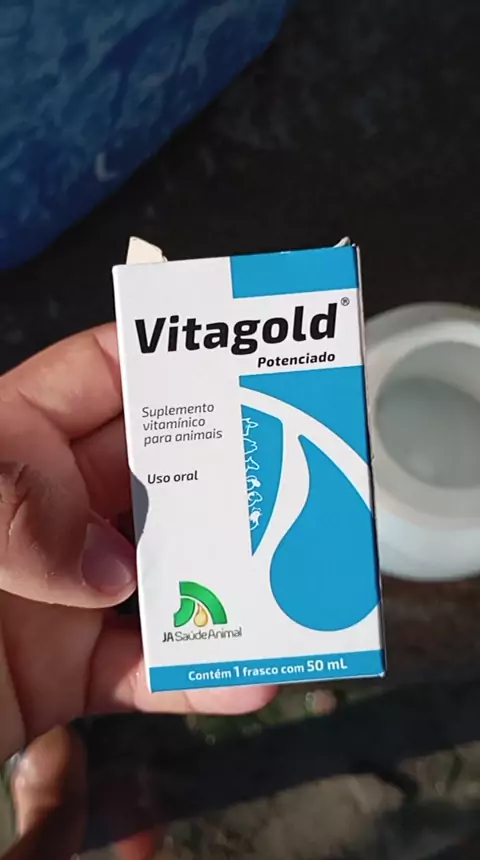 Vitagold®
Potenciado
Suplemento
vitamínico
para animais
Uso oral
JA Saúde Animal
Contém 1 frasco com 50 mL